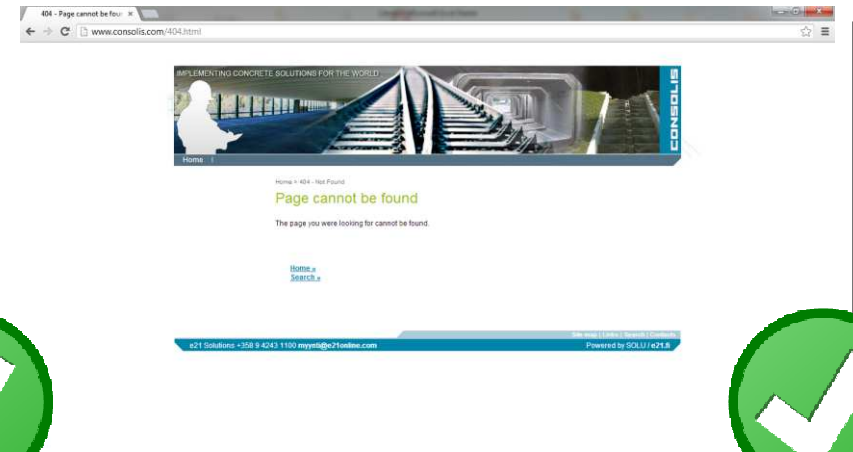 404 - Page cannot be four
www.consolis.com/404.html
IMPLEMENTING CONCRETE SOLUTIONS FOR THE WORLD
CONSOLIS
Home |
Home > 404 - Not Found
Page cannot be found
The page you were looking for cannot be found.
Home »
Search »
Site map | Links | Search | Contacts
e21 Solutions +358 9 4243 1100 myynti@e21online.com
Powered by SOLU / e21.fi